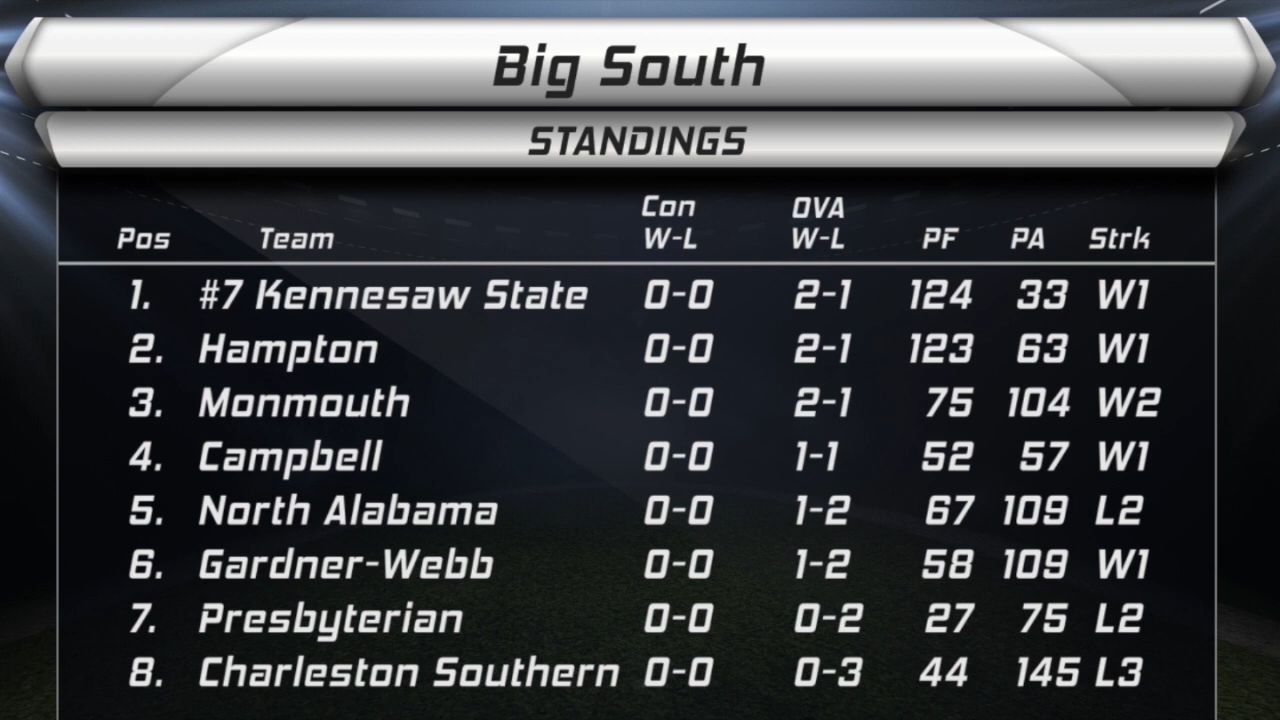 Big South
STANDINGS
Con OVA
Pos Team W-L W-L PF PA Strk
1. #7 Kennesaw State 0-0 2-1 124 33 W1
2. Hampton 0-0 2-1 123 63 W1
3. Monmouth 0-0 2-1 75 104 W2
4. Campbell 0-0 1-1 52 57 W1
5. North Alabama 0-0 1-2 67 109 L2
6. Gardner-Webb 0-0 1-2 58 109 W1
7. Presbyterian 0-0 0-2 27 75 L2
8. Charleston Southern 0-0 0-3 44 145 L3